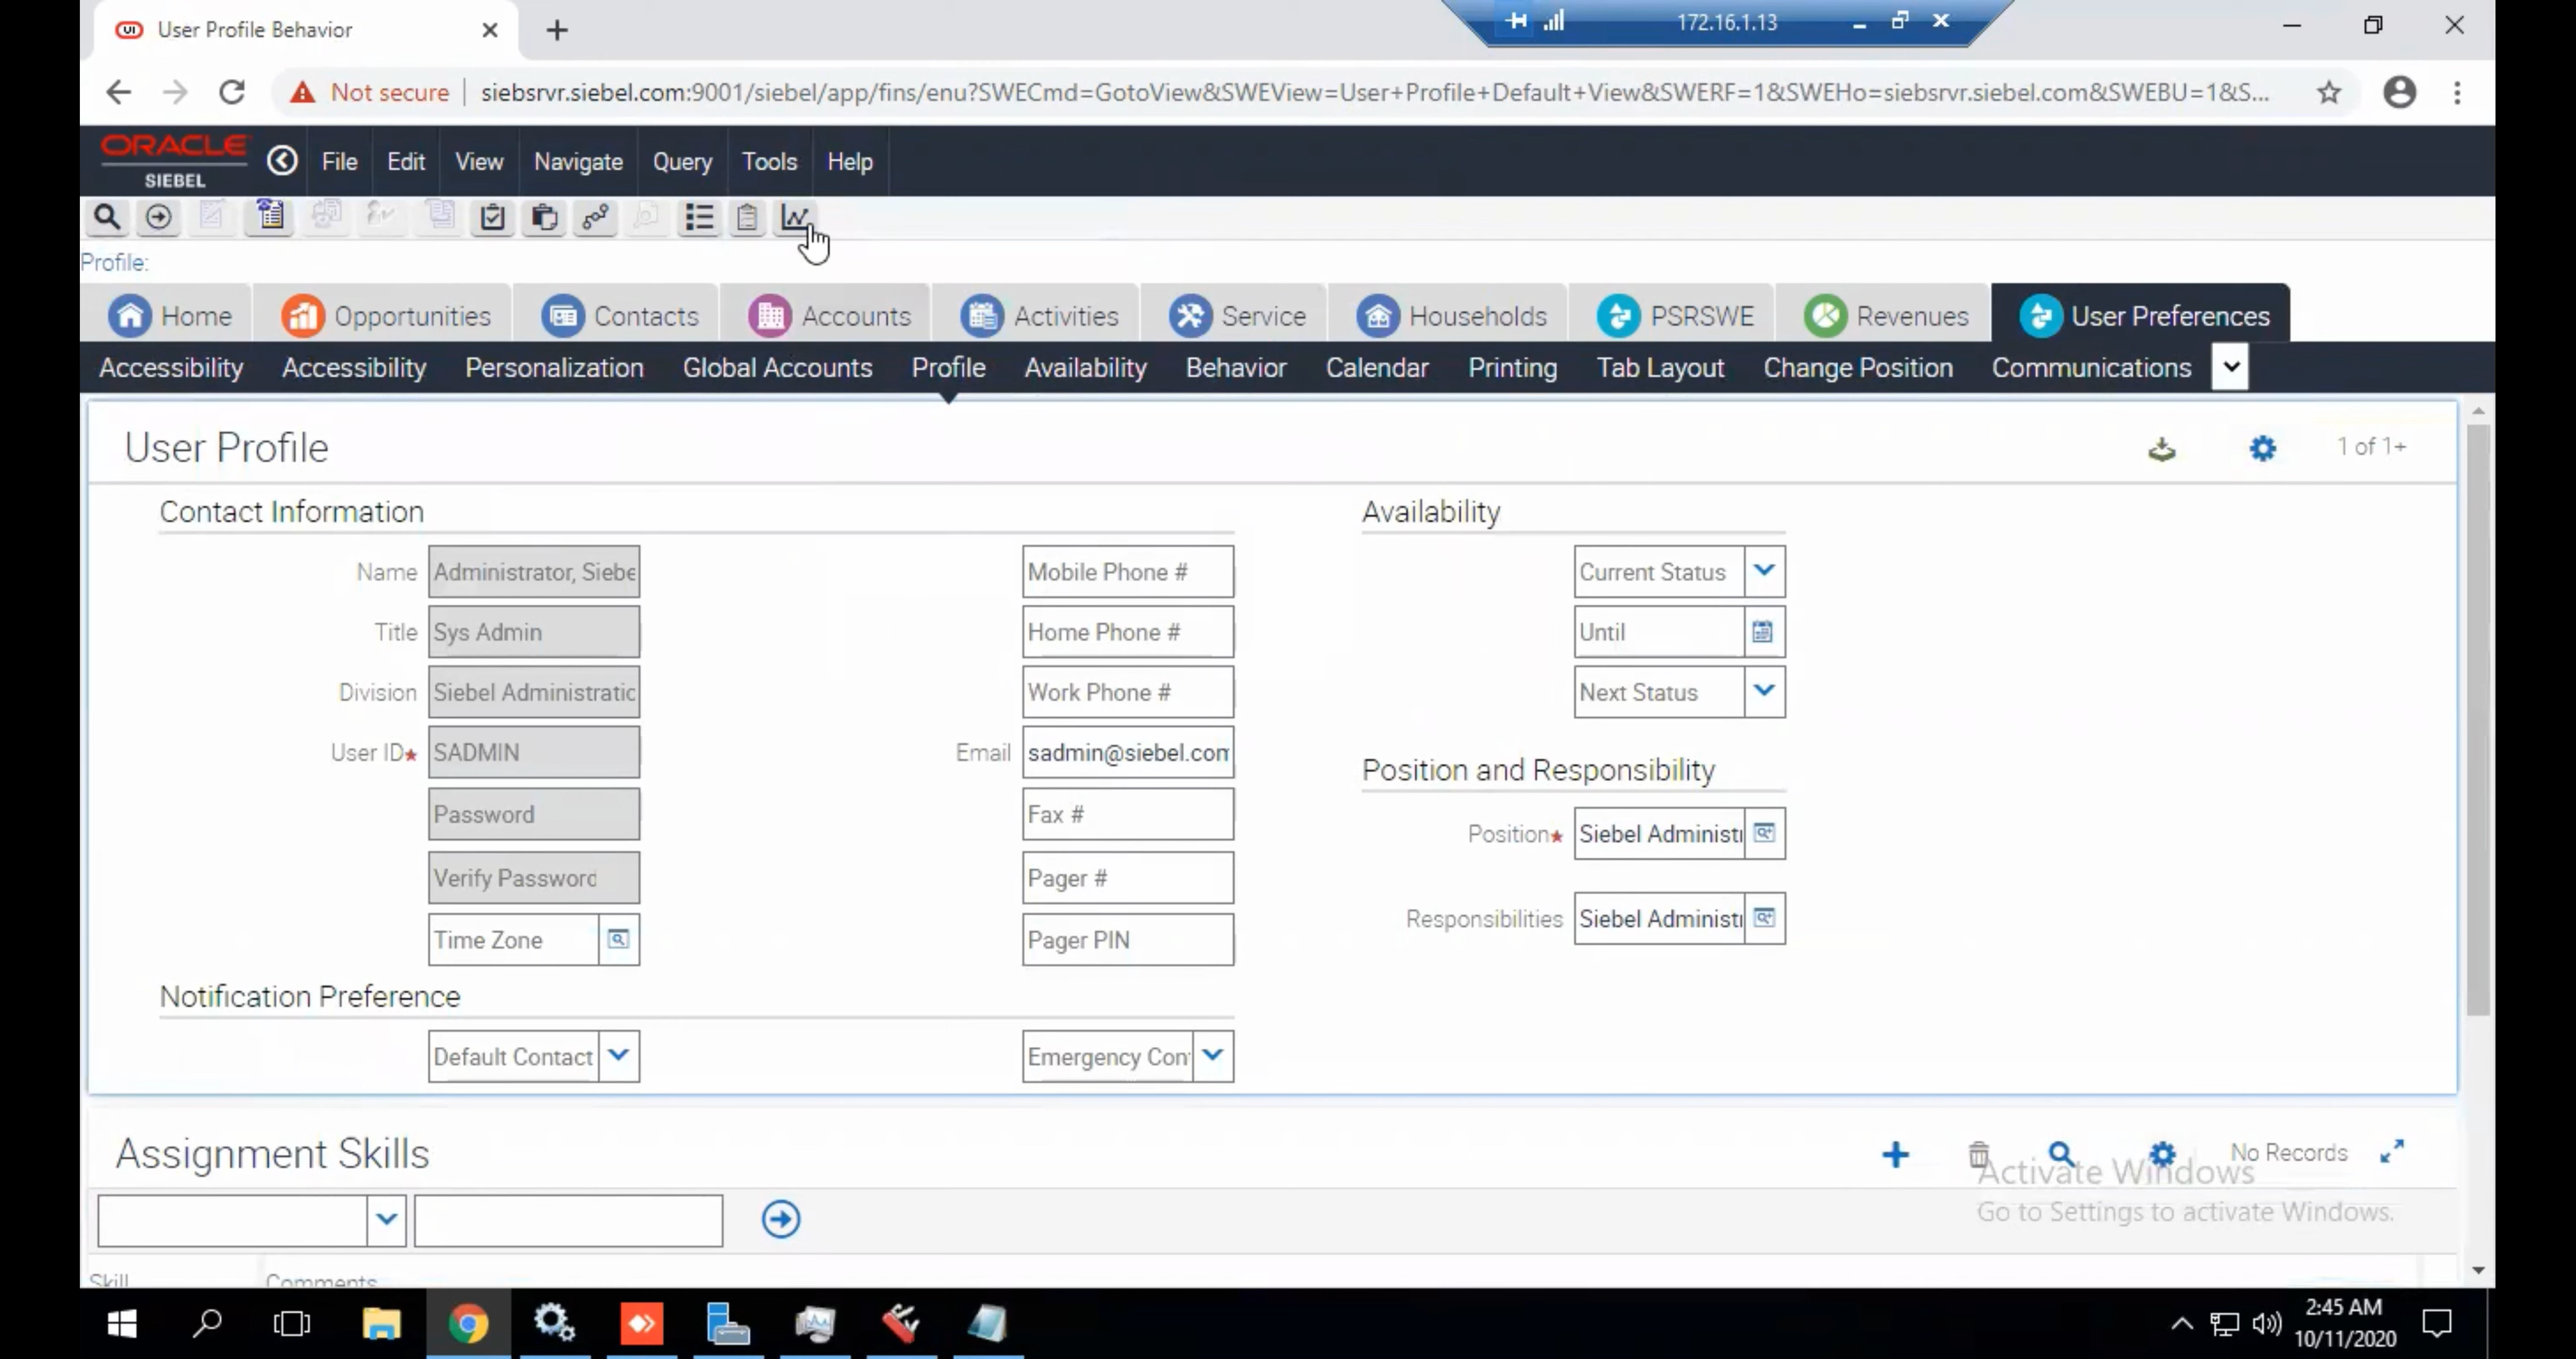 User Profile Behavior
172.16.1.13
Not secure
siebsrvr.siebel.com:9001/siebel/app/fins/enu?SWECmd=GotoView&SWEView=User+Profile+Default+View&SWERF=1&SWEHo=siebsrvr.siebel.com&SWEBU=1&S...
ORACLE
SIEBEL
File Edit View Navigate Query Tools Help
Profile:
Home Opportunities Contacts Accounts Activities Service Households PSRSWE Revenues User Preferences
Accessibility Accessibility Personalization Global Accounts Profile Availability Behavior Calendar Printing Tab Layout Change Position Communications
User Profile
1 of 1+
Contact Information
Availability
Name Administrator, Siebe
Mobile Phone #
Current Status
Title Sys Admin
Home Phone #
Until
Division Siebel Administratic
Work Phone #
Next Status
User ID★ SADMIN
Email sadmin@siebel.com
Position and Responsibility
Password
Fax #
Position★ Siebel Administr
Verify Password
Pager #
Responsibilities Siebel Administr
Time Zone
Pager PIN
Notification Preference
Default Contact
Emergency Con
Assignment Skills
No Records
Activate Windows
Go to Settings to activate Windows.
Skill Comments
2:45 AM
10/11/2020